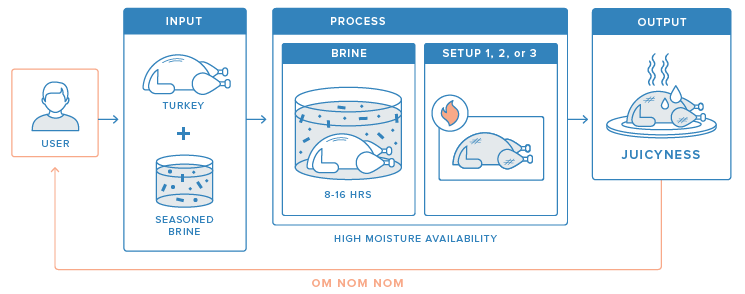 INPUT
PROCESS
OUTPUT
BRINE
SETUP 1, 2, or 3
USER
TURKEY
+
SEASONED
BRINE
8-16 HRS
JUICYNESS
HIGH MOISTURE AVAILABILITY
OM NOM NOM